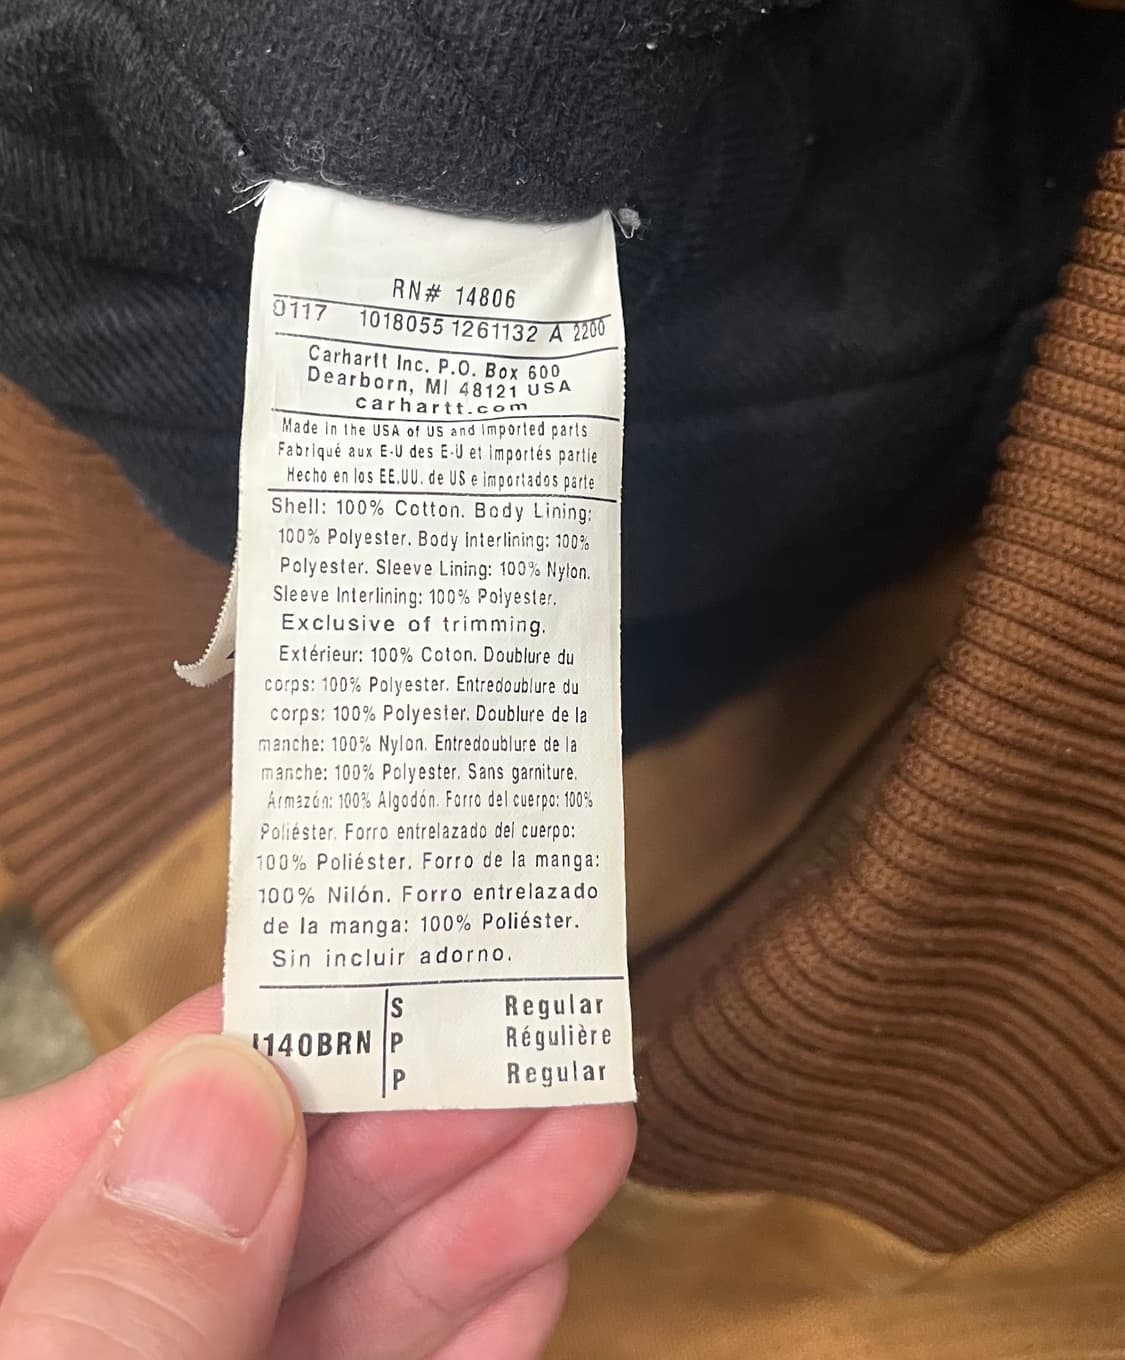 RN# 14806
0117 1018055 1261132 A 2200
Carhartt Inc. P.O. Box 600
Dearborn, MI 48121 USA
carhartt.com
Made in the USA of US and imported parts
Fabriqué aux E-U des E-U et importés partie
Hecho en los EE.UU. de US e importados parte
Shell: 100% Cotton. Body Lining:
100% Polyester. Body Interlining: 100%
Polyester. Sleeve Lining: 100% Nylon.
Sleeve Interlining: 100% Polyester.
Exclusive of trimming.
Extérieur: 100% Coton. Doublure du
corps: 100% Polyester. Entredoublure du
corps: 100% Polyester. Doublure de la
manche: 100% Nylon. Entredoublure de la
manche: 100% Polyester. Sans garniture.
Armazón: 100% Algodón. Forro del cuerpo: 100%
Poliéster. Forro entrelazado del cuerpo:
100% Poliéster. Forro de la manga:
100% Nilón. Forro entrelazado
de la manga: 100% Poliéster.
Sin incluir adorno.
S Regular
J140BRN P Régulière
P Regular